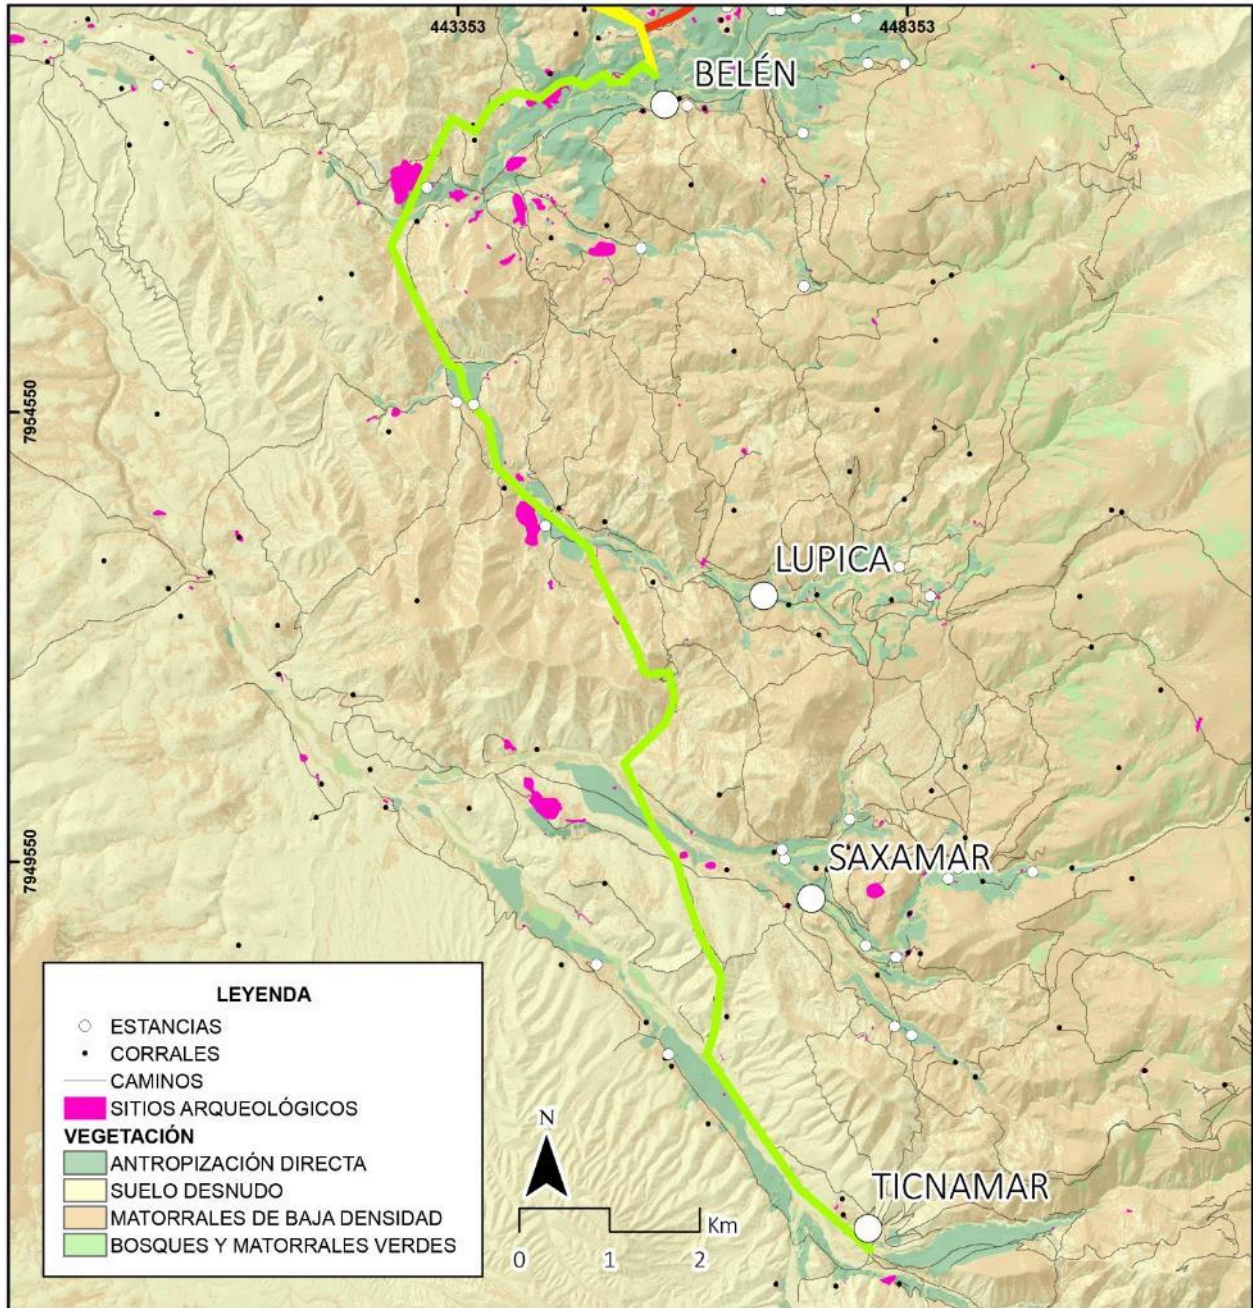 443353
448353
BELÉN
7954550
LUPICA
7949550
SAXAMAR
LEYENDA
ESTANCIAS
CORRALES
CAMINOS
SITIOS ARQUEOLÓGICOS
VEGETACIÓN
ANTROPIZACIÓN DIRECTA
SUELO DESNUDO
MATORRALES DE BAJA DENSIDAD
BOSQUES Y MATORRALES VERDES
N
Km
0 1 2
TICNAMAR